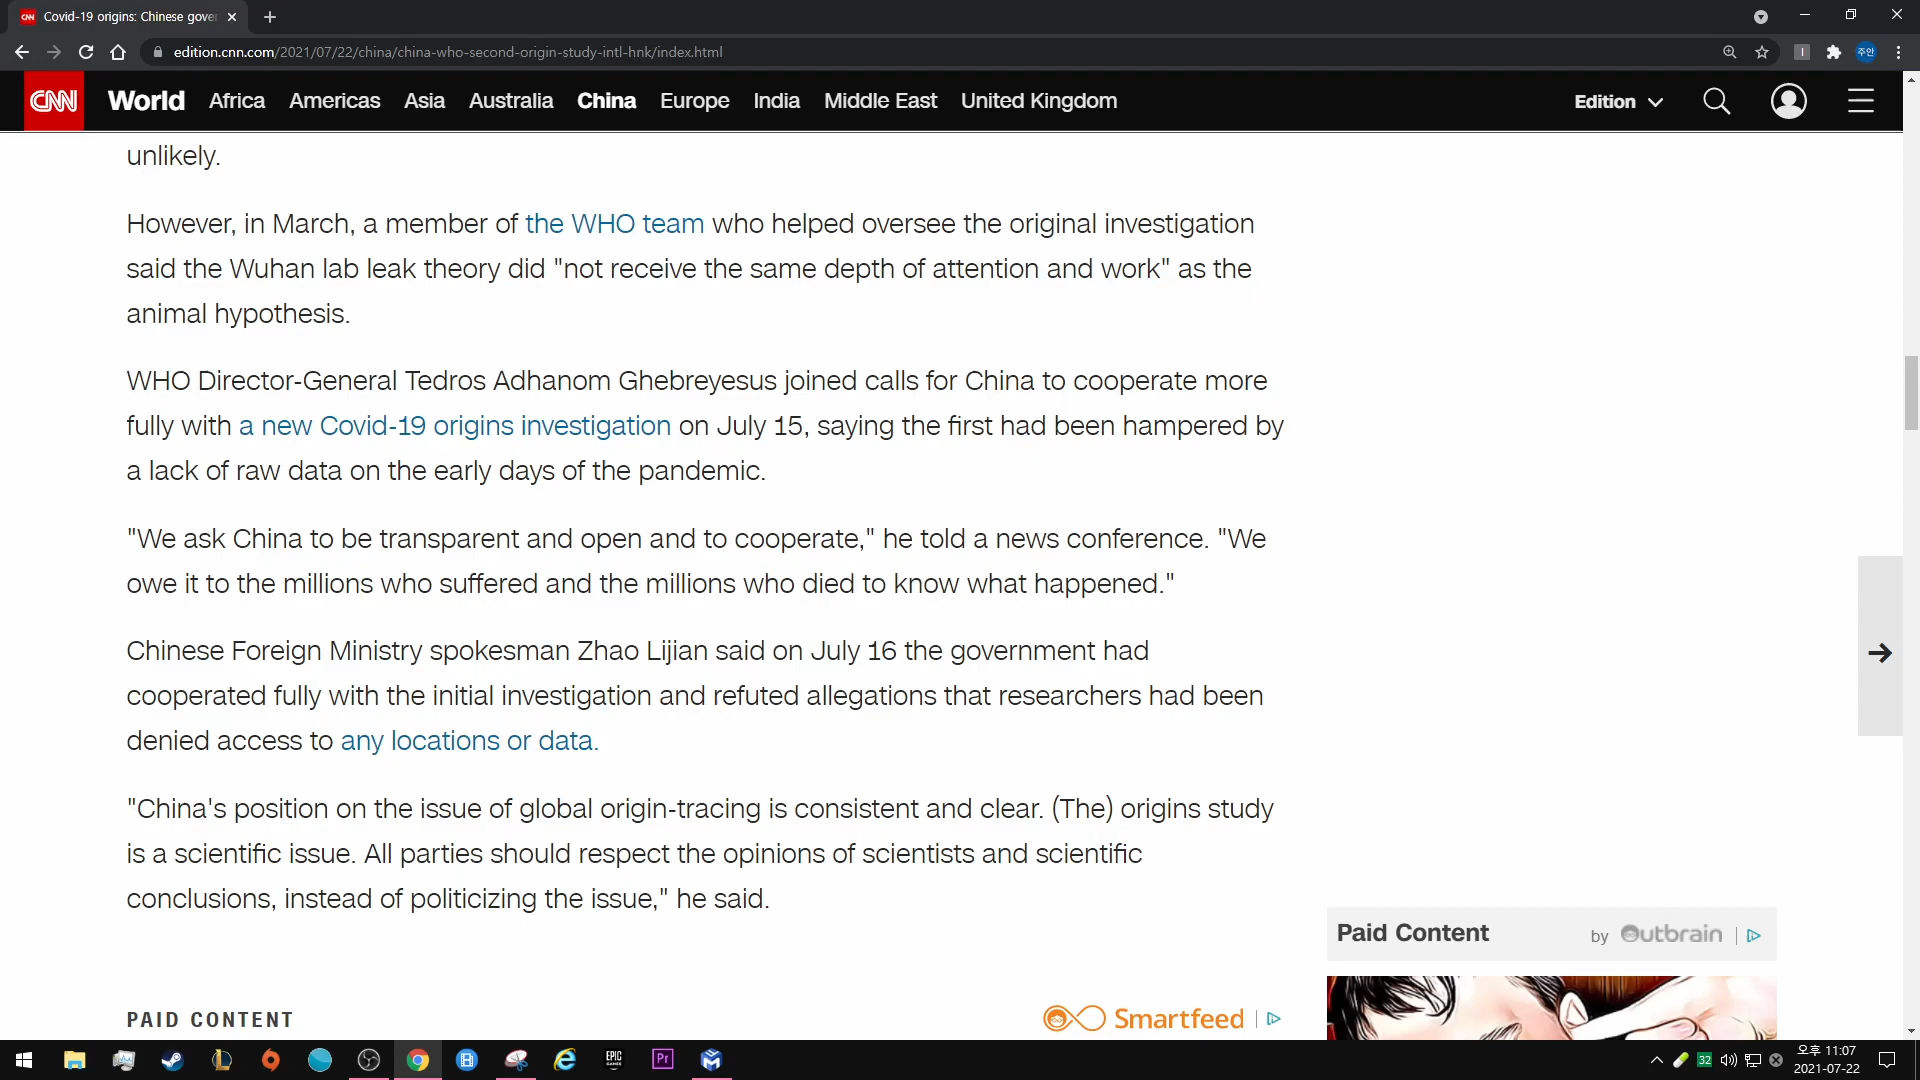 CNN Covid-19 origins: Chinese gover
edition.cnn.com/2021/07/22/china/china-who-second-origin-study-intl-hnk/index.html
주안
CNN World Africa Americas Asia Australia China Europe India Middle East United Kingdom Edition
unlikely.
However, in March, a member of the WHO team who helped oversee the original investigation
said the Wuhan lab leak theory did "not receive the same depth of attention and work" as the
animal hypothesis.
WHO Director-General Tedros Adhanom Ghebreyesus joined calls for China to cooperate more
fully with a new Covid-19 origins investigation on July 15, saying the first had been hampered by
a lack of raw data on the early days of the pandemic.
"We ask China to be transparent and open and to cooperate," he told a news conference. "We
owe it to the millions who suffered and the millions who died to know what happened."
Chinese Foreign Ministry spokesman Zhao Lijian said on July 16 the government had
cooperated fully with the initial investigation and refuted allegations that researchers had been
denied access to any locations or data.
"China's position on the issue of global origin-tracing is consistent and clear. (The) origins study
is a scientific issue. All parties should respect the opinions of scientists and scientific
conclusions, instead of politicizing the issue," he said.
Paid Content by Outbrain
PAID CONTENT Smartfeed
EPIC GAMES Pr 32 오후 11:07
2021-07-22